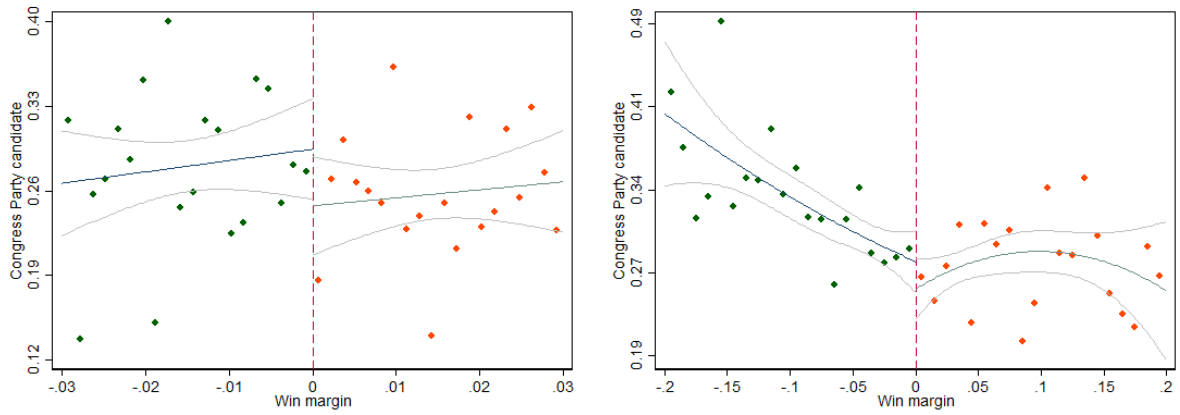 Congress Party candidate
0.40
0.33
0.26
0.19
0.12
-.03 -.02 -.01 0 .01 .02 .03
Win margin
Congress Party candidate
0.49
0.41
0.34
0.27
0.19
-.2 -.15 -.1 -.05 0 .05 .1 .15 .2
Win margin